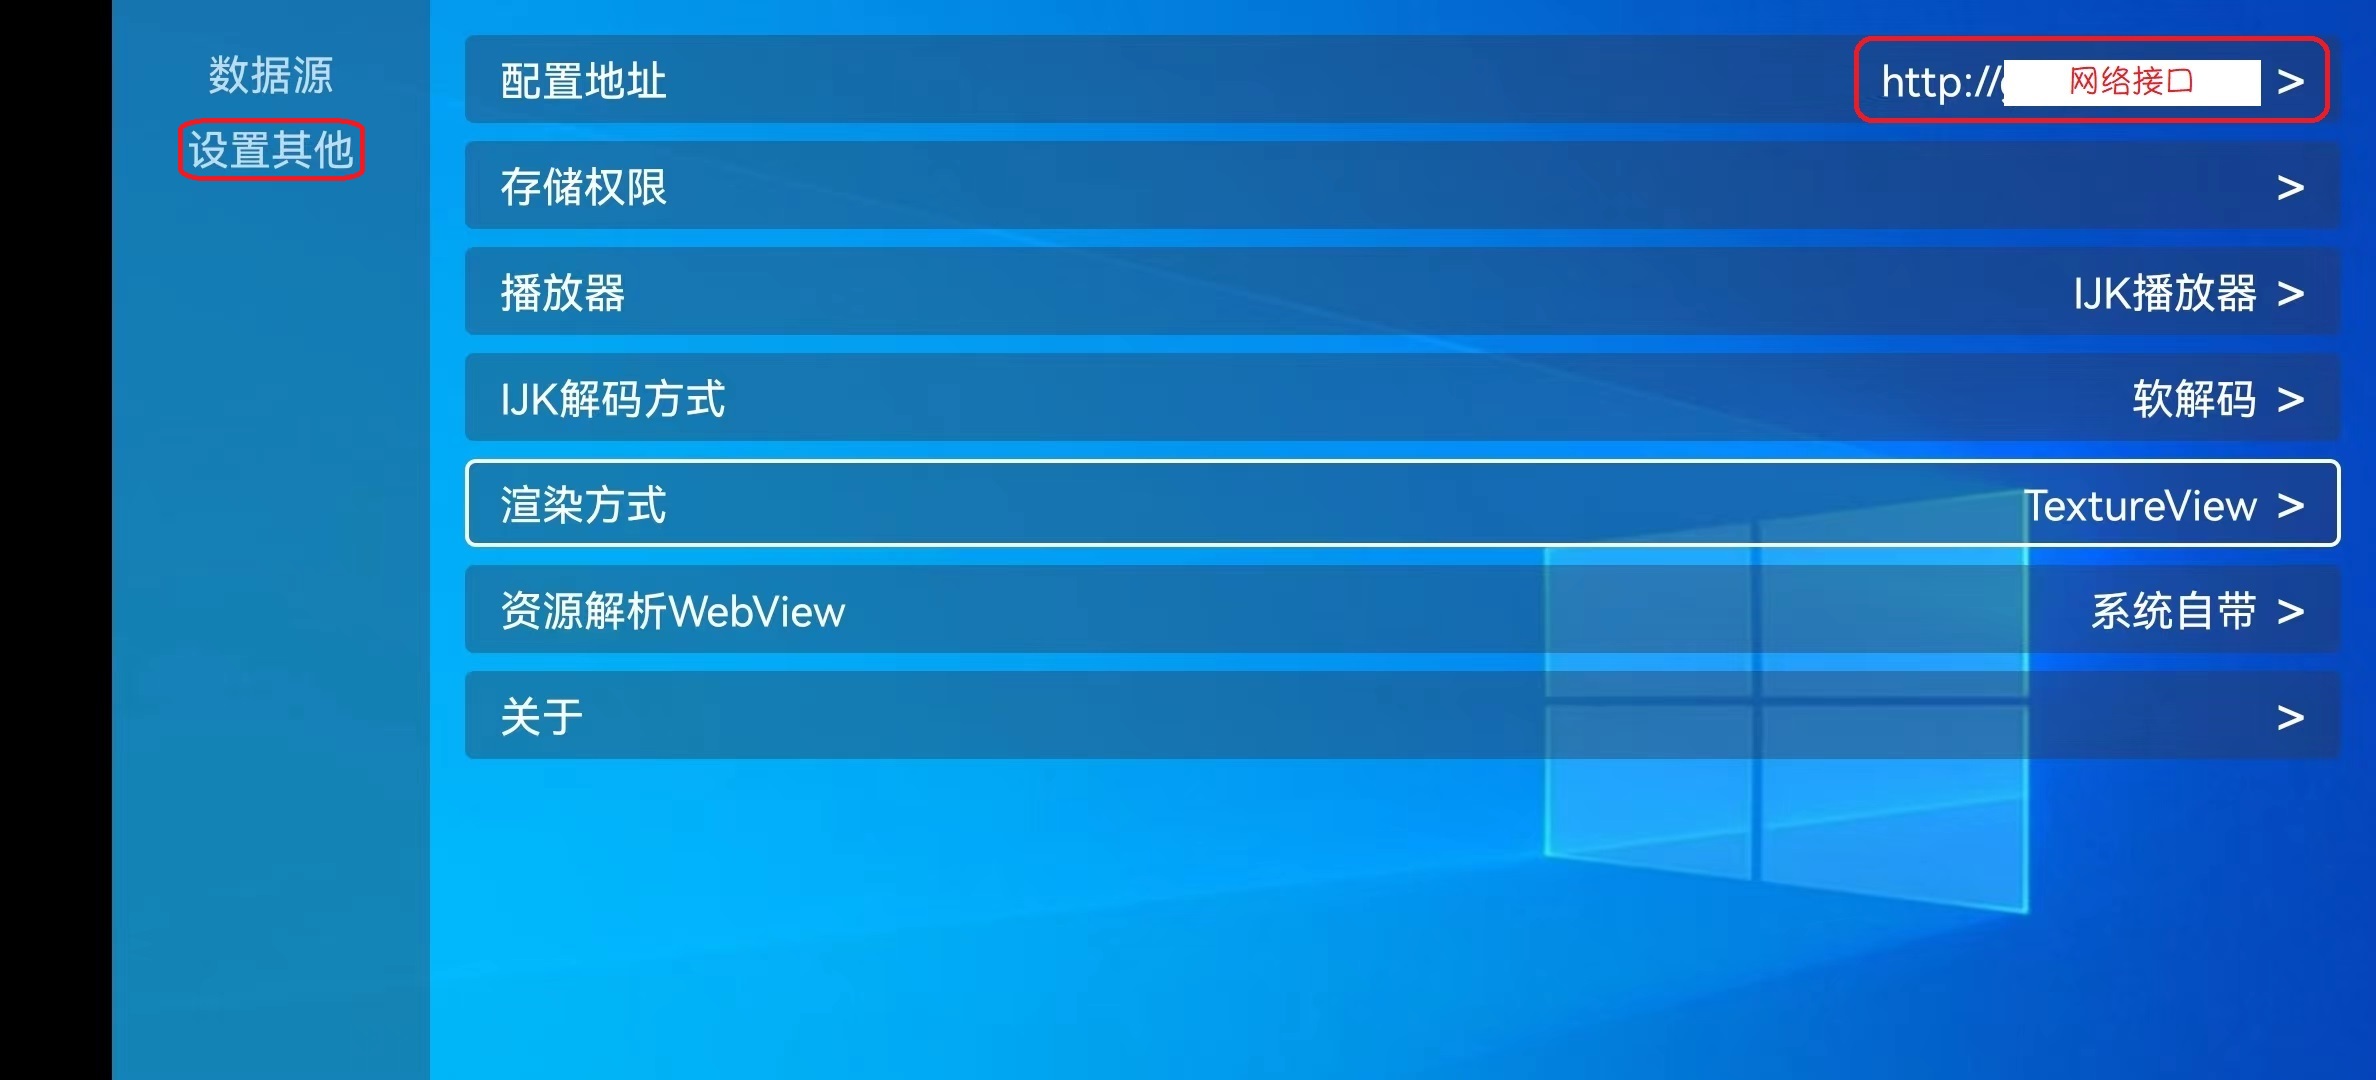 数据源
设置其他
配置地址 http:// 网络接口 >
存储权限 >
播放器 IJK播放器 >
IJK解码方式 软解码 >
渲染方式 TextureView >
资源解析WebView 系统自带 >
关于 >